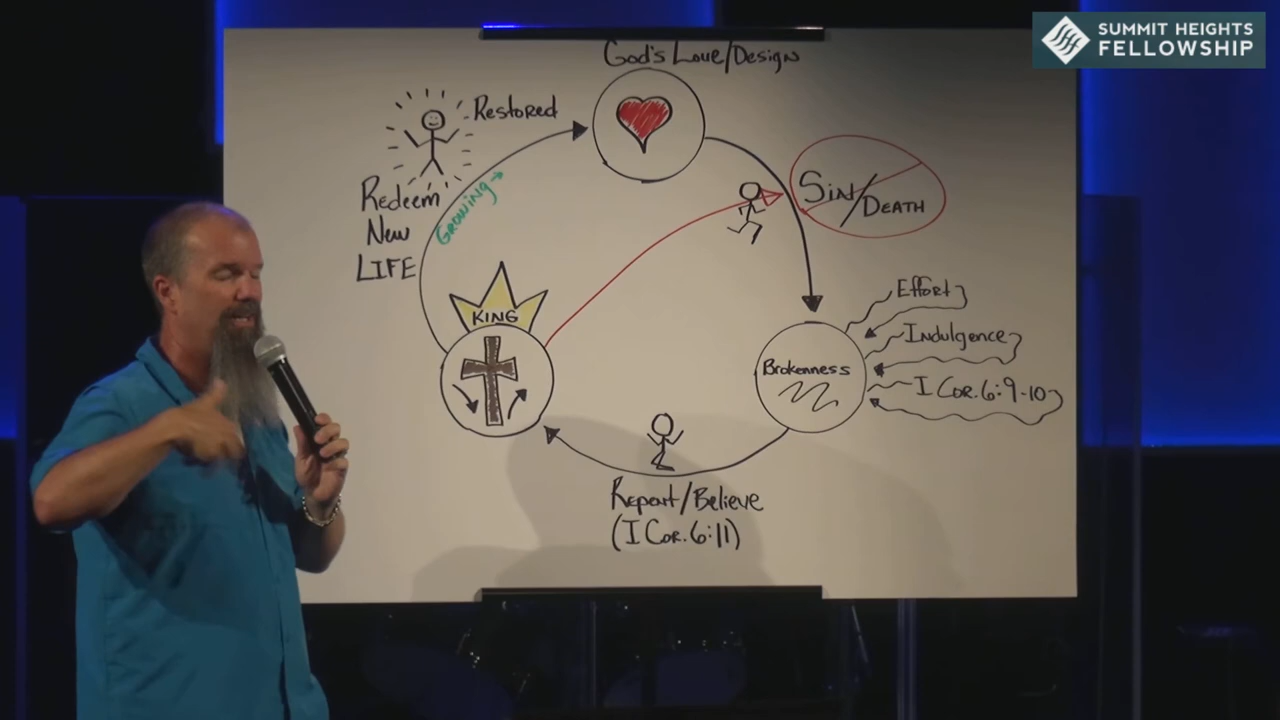 SUMMIT HEIGHTS
FELLOWSHIP
God's Love/Design
Restored
Redeem
New
LIFE
GROWING
SIN/DEATH
KING
Effort
Indulgence
I COR. 6:9-10
Brokenness
Repent/Believe
(I COR. 6:11)